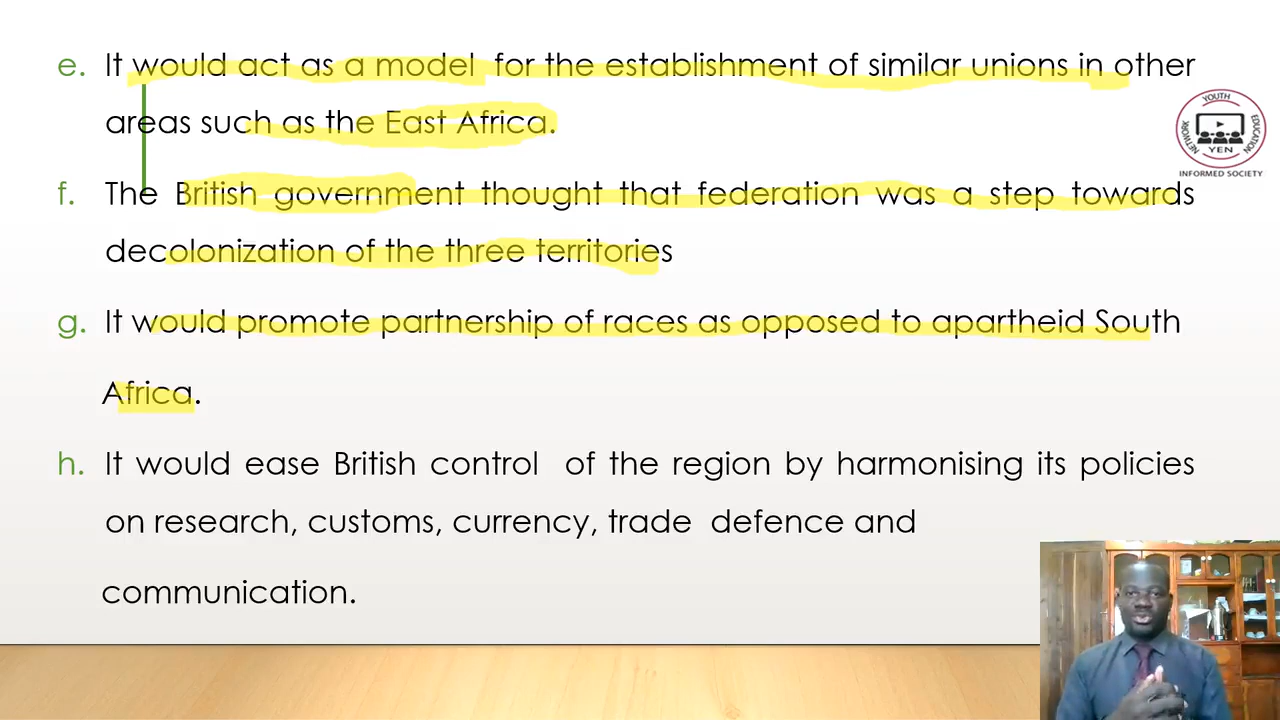 e. It would act as a model for the establishment of similar unions in other
areas such as the East Africa.
f. The British government thought that federation was a step towards
decolonization of the three territories
g. It would promote partnership of races as opposed to apartheid South
Africa.
h. It would ease British control of the region by harmonising its policies
on research, customs, currency, trade defence and
communication.
YOUTH
NETWORK
EDUCATION
YEN
INFORMED SOCIETY